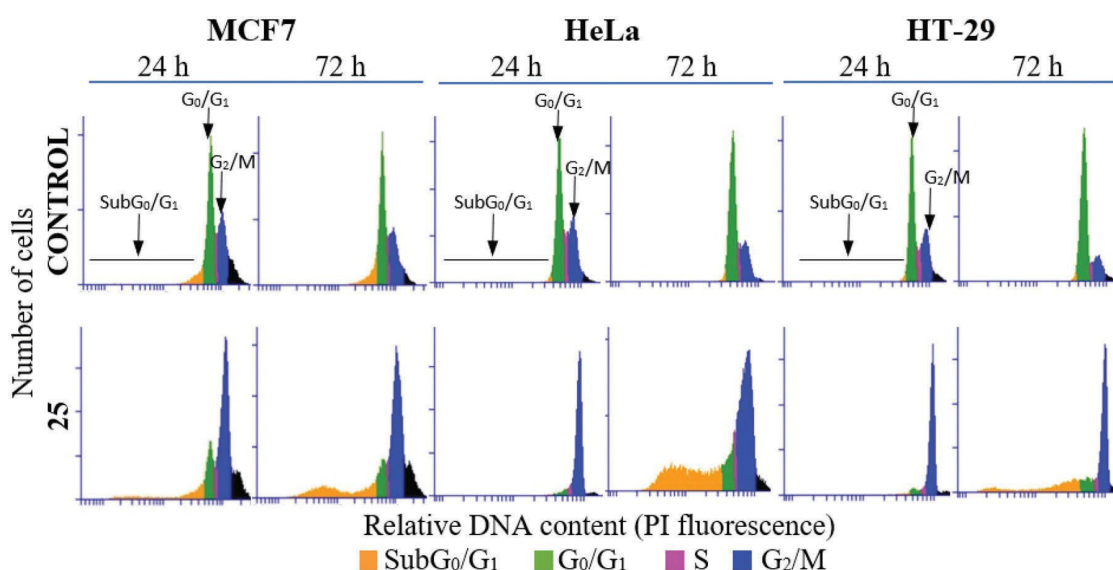 MCF7 HeLa HT-29
24 h 72 h 24 h 72 h 24 h 72 h
G₀/G₁ G₀/G₁ G₀/G₁
G₂/M G₂/M G₂/M
SubG₀/G₁ SubG₀/G₁ SubG₀/G₁
CONTROL
Number of cells
25
Relative DNA content (PI fluorescence)
SubG₀/G₁ G₀/G₁ S G₂/M